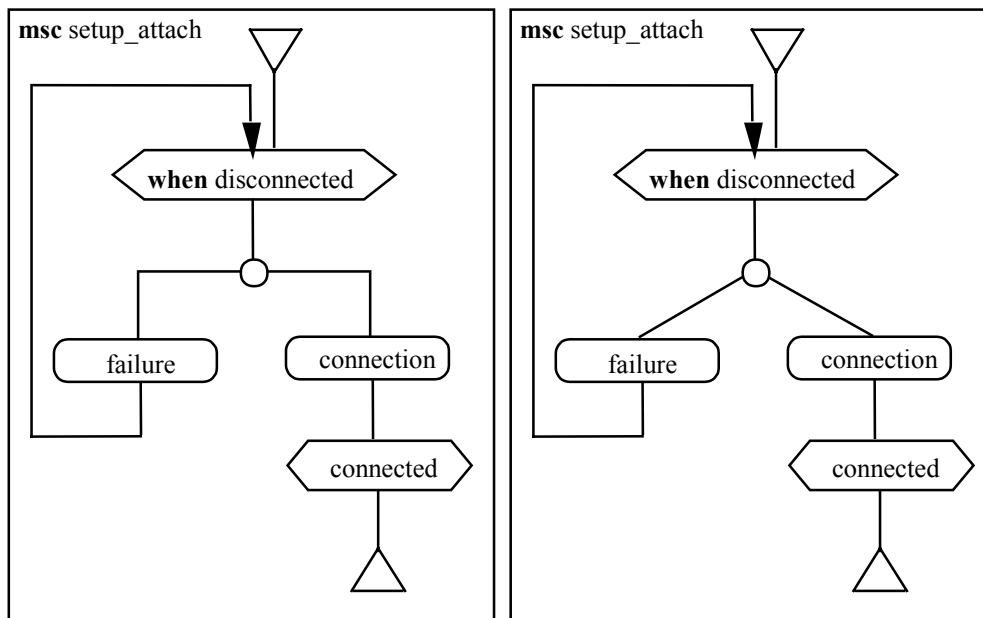 msc setup_attach
when disconnected
failure
connection
connected
msc setup_attach
when disconnected
failure
connection
connected